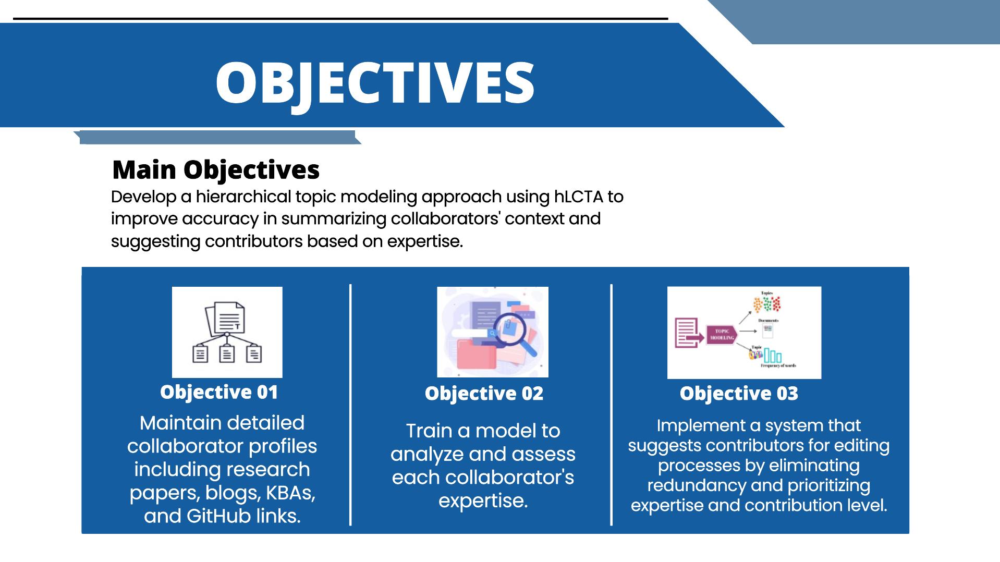 OBJECTIVES
Main Objectives
Develop a hierarchical topic modeling approach using hLCTA to
improve accuracy in summarizing collaborators' context and
suggesting contributors based on expertise.
T
Objective 01
Maintain detailed
collaborator profiles
including research
papers, blogs, KBAs,
and GitHub links.
Objective 02
Train a model to
analyze and assess
each collaborator's
expertise.
Topics
Documents
TOPIC
MODELING
Topic
Frequency of words
Objective 03
Implement a system that
suggests contributors for editing
processes by eliminating
redundancy and prioritizing
expertise and contribution level.